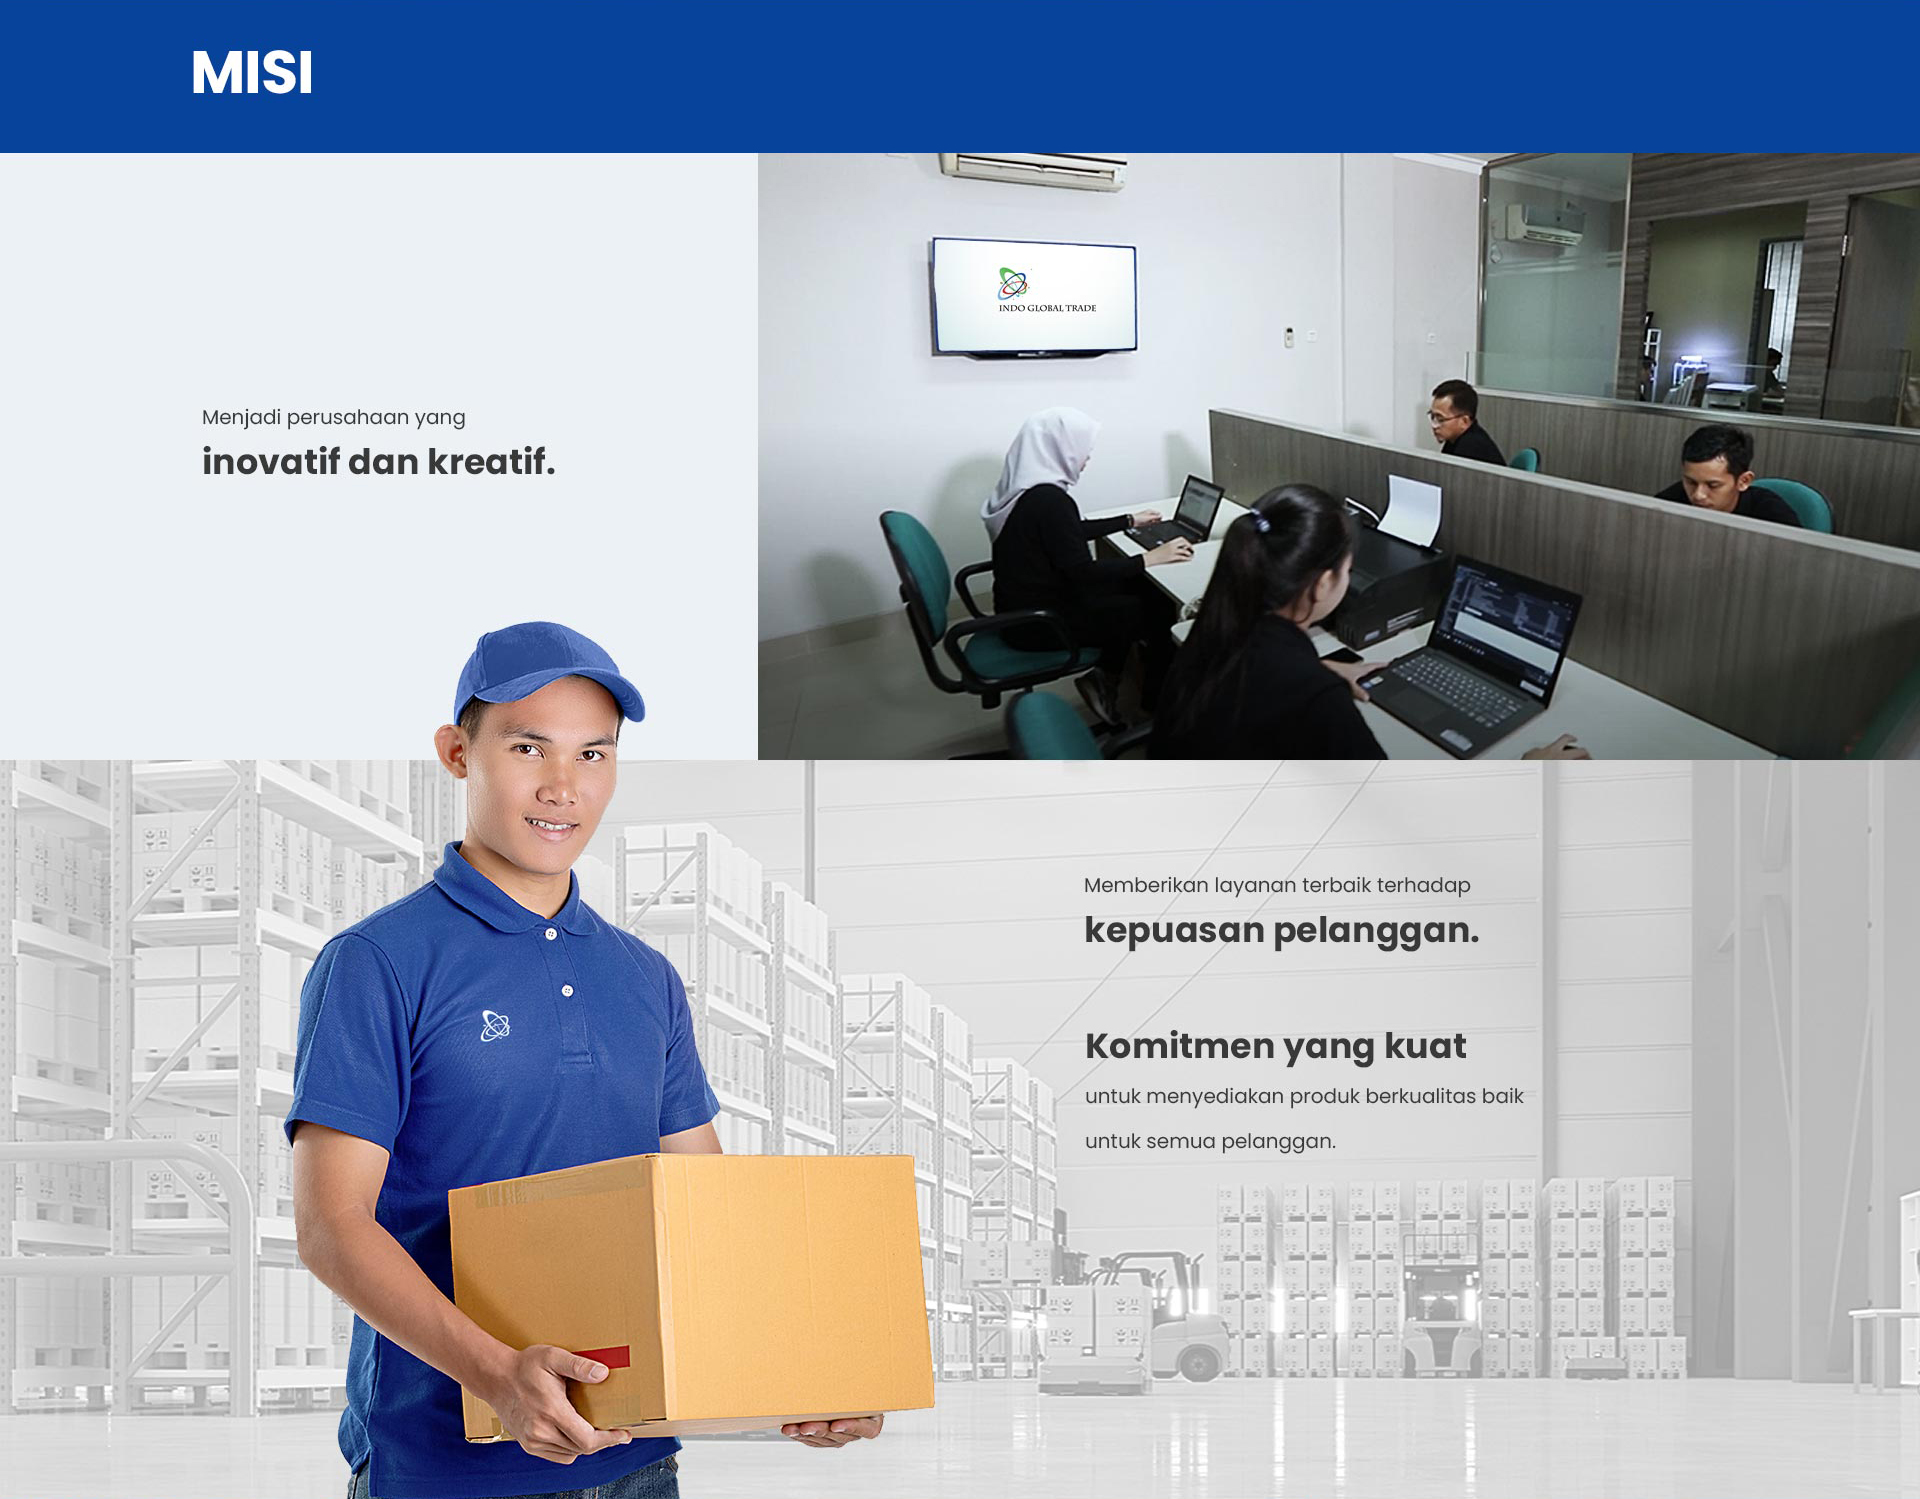 MISI
INDO GLOBAL TRADE
Menjadi perusahaan yang
inovatif dan kreatif.
Memberikan layanan terbaik terhadap
kepuasan pelanggan.
Komitmen yang kuat
untuk menyediakan produk berkualitas baik
untuk semua pelanggan.